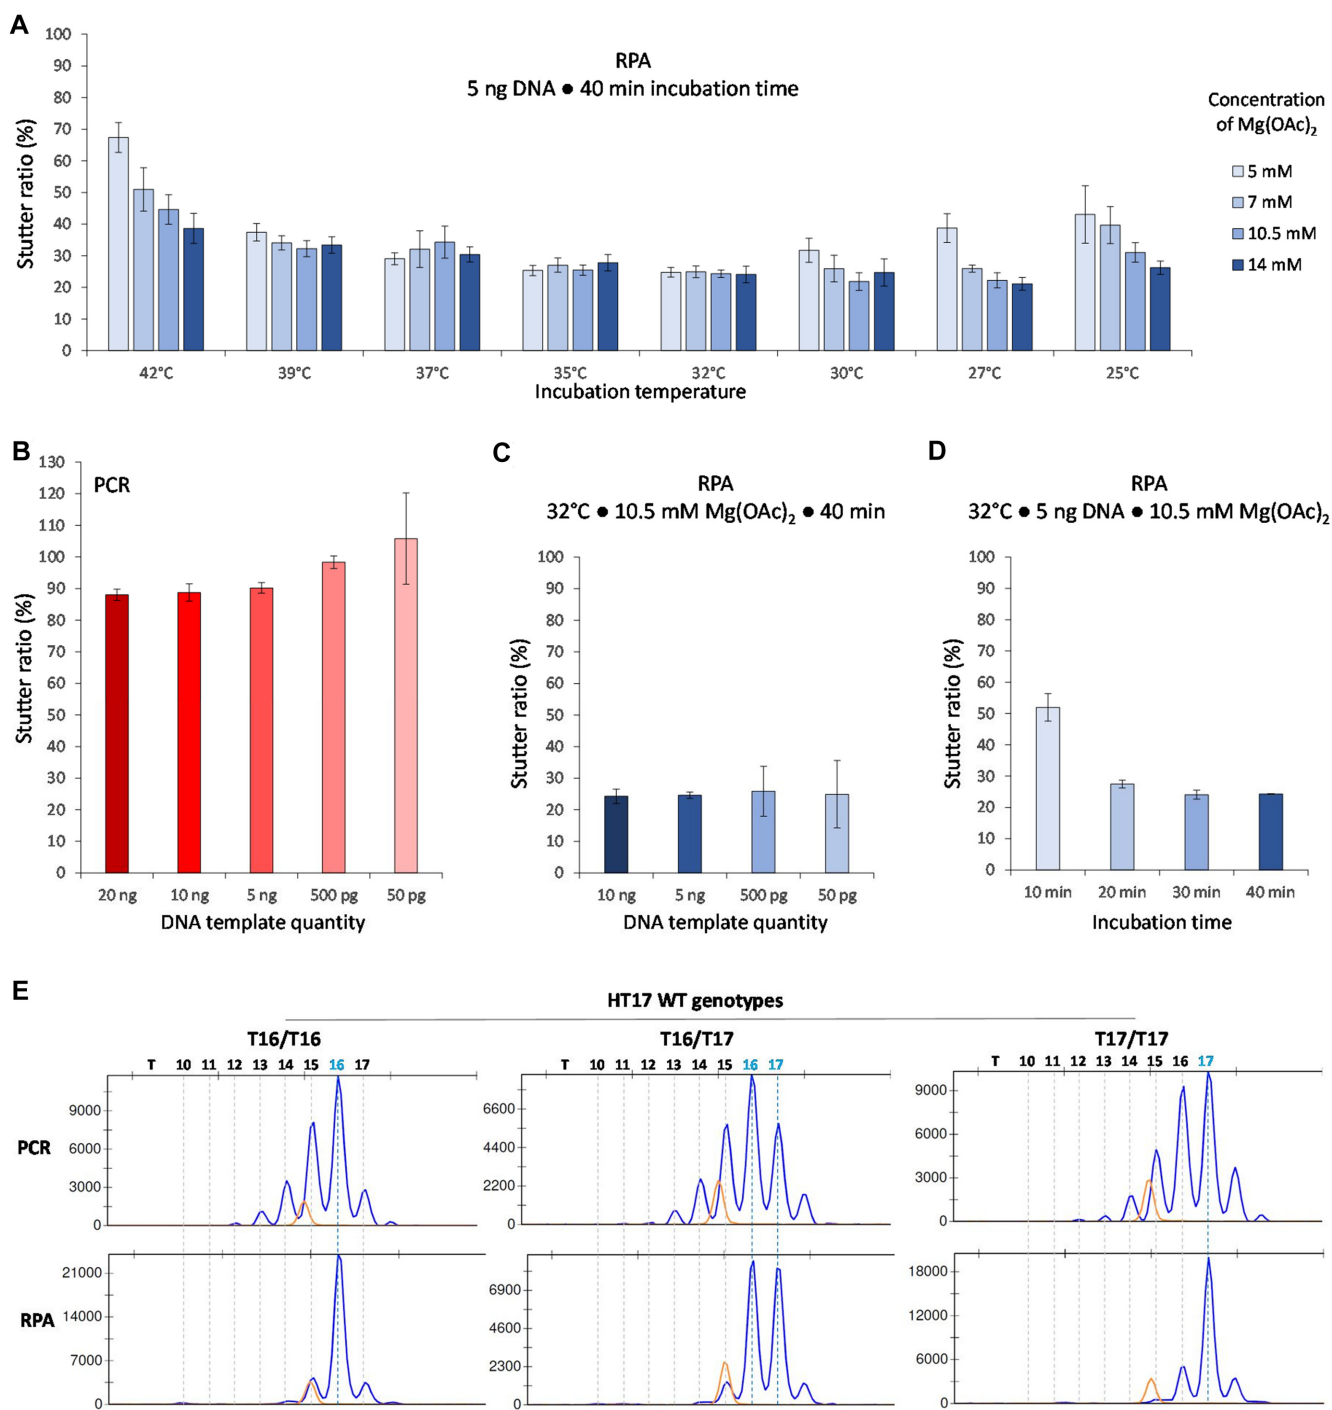 A
RPA
5 ng DNA ● 40 min incubation time
Stutter ratio (%)
100
90
80
70
60
50
40
30
20
10
0
42°C 39°C 37°C 35°C 32°C 30°C 27°C 25°C
Incubation temperature
Concentration
of Mg(OAc)₂
5 mM
7 mM
10.5 mM
14 mM
B
PCR
Stutter ratio (%)
130
120
110
100
90
80
70
60
50
40
30
20
10
0
20 ng 10 ng 5 ng 500 pg 50 pg
DNA template quantity
C
RPA
32°C ● 10.5 mM Mg(OAc)₂ ● 40 min
Stutter ratio (%)
100
90
80
70
60
50
40
30
20
10
0
10 ng 5 ng 500 pg 50 pg
DNA template quantity
D
RPA
32°C ● 5 ng DNA ● 10.5 mM Mg(OAc)₂
Stutter ratio (%)
100
90
80
70
60
50
40
30
20
10
0
10 min 20 min 30 min 40 min
Incubation time
E
HT17 WT genotypes
T16/T16 T16/T17 T17/T17
T 10 11 12 13 14 15 16 17
T 10 11 12 13 14 15 16 17
T 10 11 12 13 14 15 16 17
PCR
9000
6000
3000
0
6600
4400
2200
0
9000
6000
3000
0
RPA
21000
14000
7000
0
6900
4600
2300
0
18000
12000
6000
0